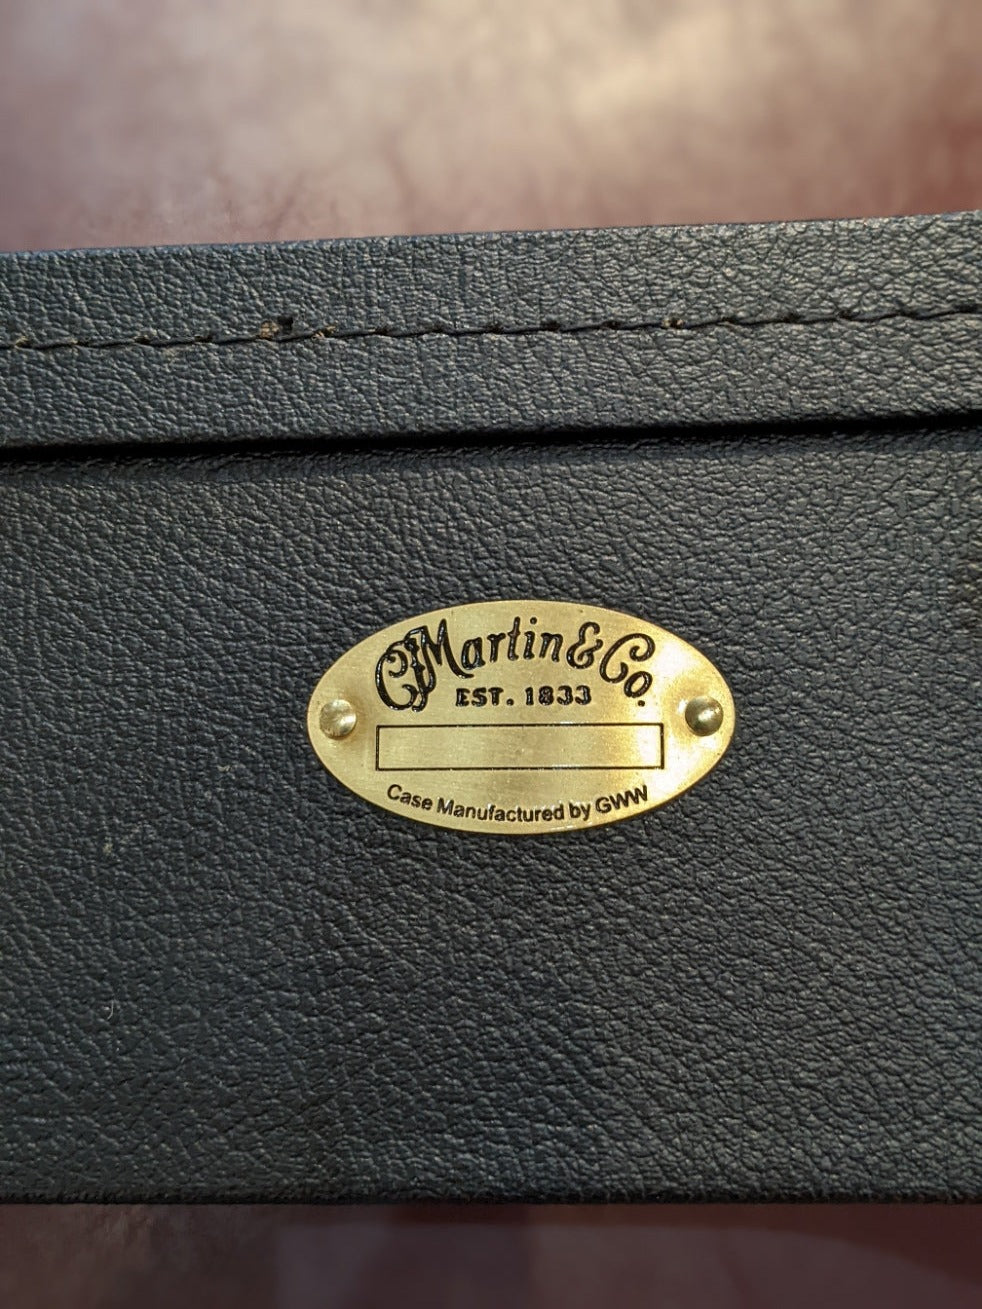 CFMartin & Co.
EST. 1833
Case Manufactured by GWW